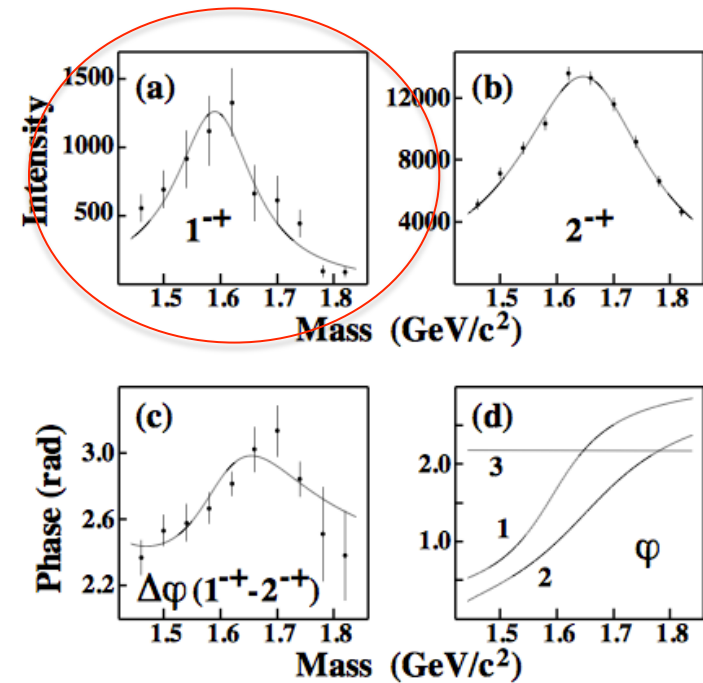 (a)
1500
1000
500
Intensity
1⁻⁺
1.5 1.6 1.7 1.8
(b)
12000
8000
4000
2⁻⁺
1.5 1.6 1.7 1.8
Mass (GeV/c²)
(c)
3.0
2.6
2.2
Phase (rad)
Δφ(1⁻⁺-2⁻⁺)
1.5 1.6 1.7 1.8
(d)
2.0
1.0
3
1
2
φ
1.5 1.6 1.7 1.8
Mass (GeV/c²)